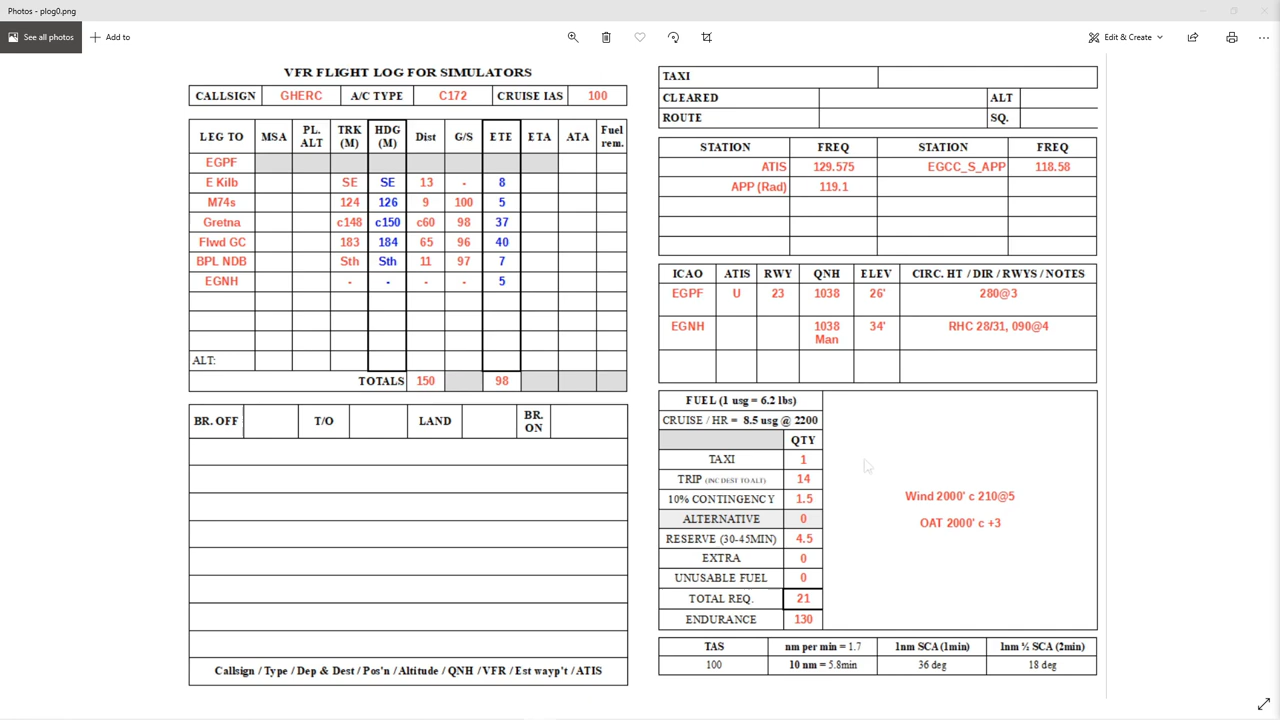 Photos - plog0.png
See all photos
Add to
Edit & Create
VFR FLIGHT LOG FOR SIMULATORS
CALLSIGN GHERC A/C TYPE C172 CRUISE IAS 100
LEG TO MSA PL. ALT TRK (M) HDG (M) Dist G/S ETE ETA ATA Fuel rem.
EGPF
E Kilb SE SE 13 - 8
M74s 124 126 9 100 5
Gretna c148 c150 c60 98 37
Flwd GC 183 184 65 96 40
BPL NDB Sth Sth 11 97 7
EGNH - - - - 5
ALT:
TOTALS 150 98
BR. OFF T/O LAND BR. ON
Callsign / Type / Dep & Dest / Pos'n / Altitude / QNH / VFR / Est wayp't / ATIS
TAXI
CLEARED ALT
ROUTE SQ.
STATION FREQ STATION FREQ
ATIS 129.575 EGCC_S_APP 118.58
APP (Rad) 119.1
ICAO ATIS RWY QNH ELEV CIRC. HT / DIR / RWYS / NOTES
EGPF U 23 1038 26' 280@3
EGNH 1038 Man 34' RHC 28/31, 090@4
FUEL (1 usg = 6.2 lbs)
CRUISE / HR = 8.5 usg @ 2200
QTY
TAXI 1
TRIP (INC DEST TO ALT) 14
10% CONTINGENCY 1.5
ALTERNATIVE 0
RESERVE (30-45MIN) 4.5
EXTRA 0
UNUSABLE FUEL 0
TOTAL REQ. 21
ENDURANCE 130
Wind 2000' c 210@5
OAT 2000' c +3
TAS nm per min = 1.7 1nm SCA (1min) 1nm ½ SCA (2min)
100 10 nm = 5.8min 36 deg 18 deg